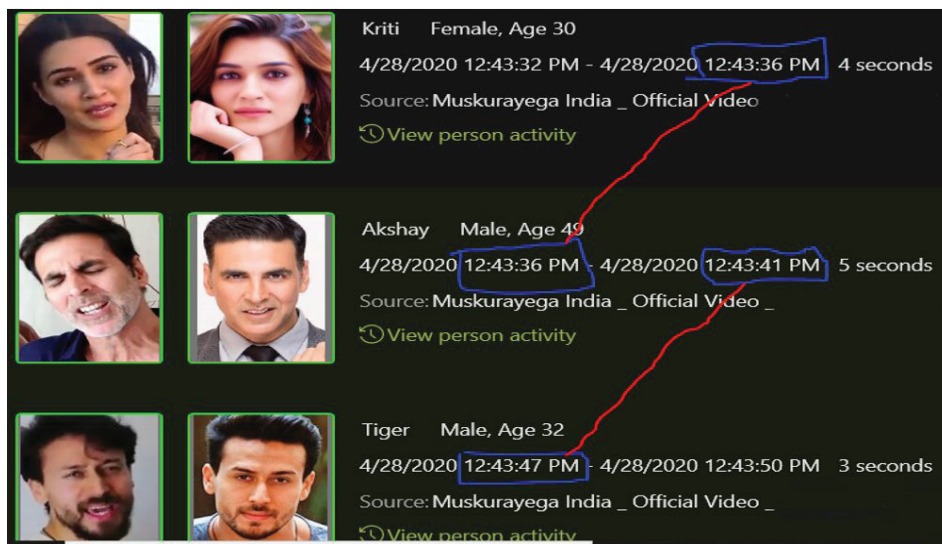 Kriti Female, Age 30
4/28/2020 12:43:32 PM - 4/28/2020 12:43:36 PM 4 seconds
Source: Muskurayega India _ Official Video
View person activity
Akshay Male, Age 49
4/28/2020 12:43:36 PM - 4/28/2020 12:43:41 PM 5 seconds
Source: Muskurayega India _ Official Video _
View person activity
Tiger Male, Age 32
4/28/2020 12:43:47 PM - 4/28/2020 12:43:50 PM 3 seconds
Source: Muskurayega India _ Official Video _
View person activity